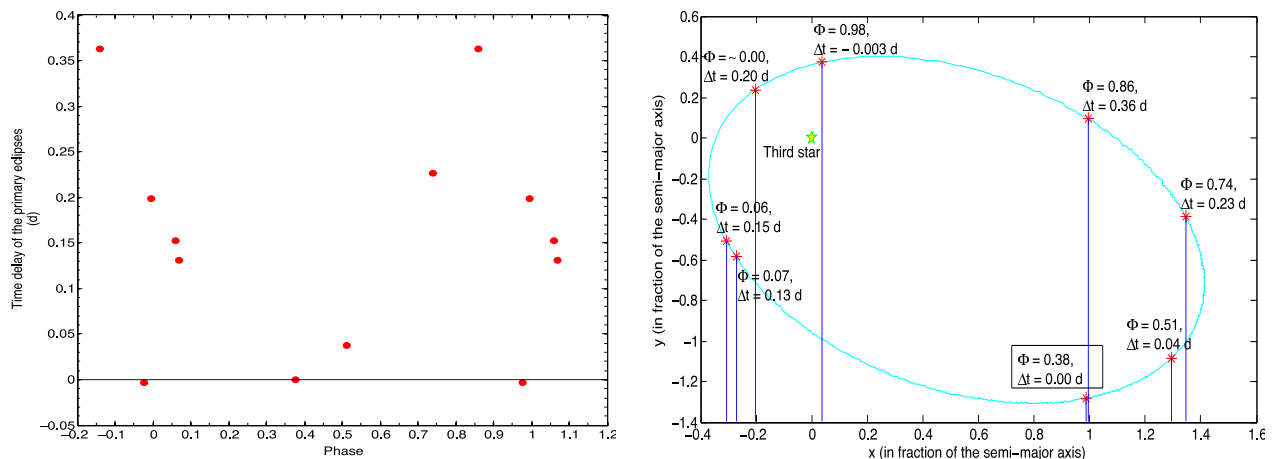 Time delay of the primary eclipses
(d)
0.4
0.35
0.3
0.25
0.2
0.15
0.1
0.05
0
−0.05
−0.2
−0.1
0
0.1
0.2
0.3
0.4
0.5
0.6
0.7
0.8
0.9
1
1.1
1.2
Phase
y (in fraction of the semi−major axis)
0.6
0.4
0.2
0
−0.2
−0.4
−0.6
−0.8
−1
−1.2
−1.4
Φ = 0.98,
Δt = − 0.003 d
Φ = ~ 0.00,
Δt = 0.20 d
Φ = 0.86,
Δt = 0.36 d
Third star
Φ = 0.74,
Δt = 0.23 d
Φ = 0.06,
Δt = 0.15 d
Φ = 0.07,
Δt = 0.13 d
Φ = 0.51,
Δt = 0.04 d
Φ = 0.38,
Δt = 0.00 d
−0.4
−0.2
0
0.2
0.4
0.6
0.8
1
1.2
1.4
1.6
x (in fraction of the semi−major axis)